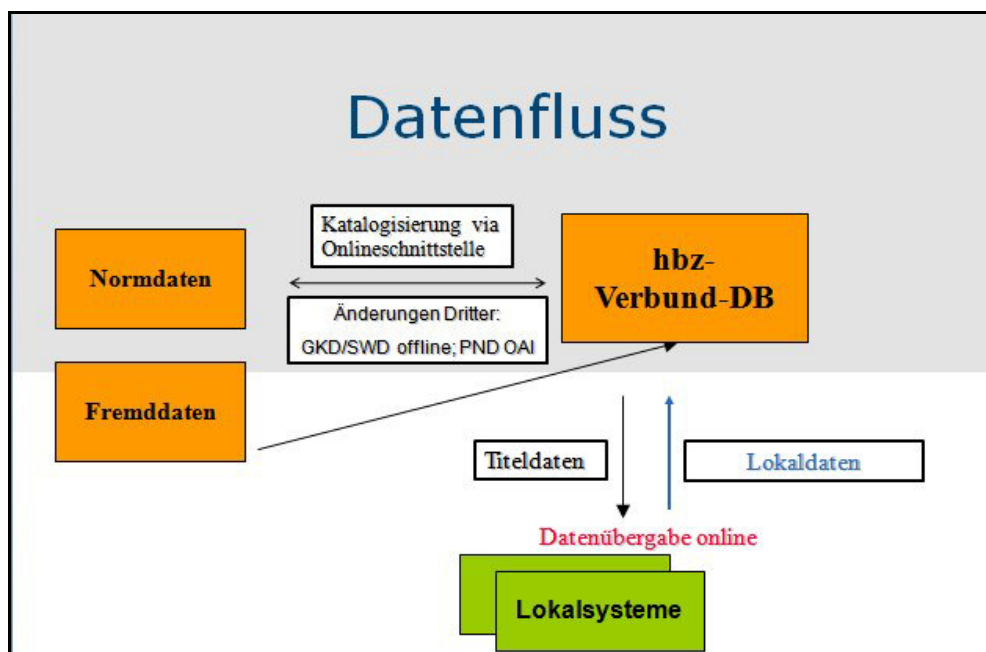 Datenfluss
Katalogisierung via
Onlineschnittstelle
Normdaten
hbz-
Verbund-DB
Änderungen Dritter:
GKD/SWD offline; PND OAI
Fremddaten
Titeldaten
Lokaldaten
Datenübergabe online
Lokalsysteme